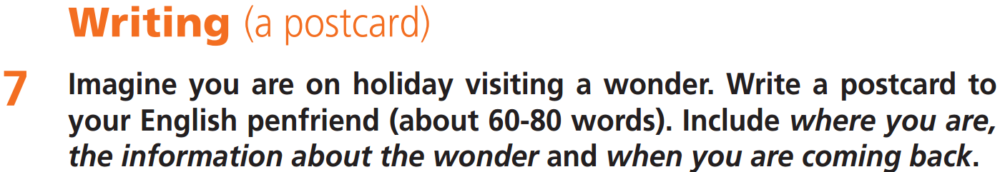 Writing (a postcard)
7 Imagine you are on holiday visiting a wonder. Write a postcard to
your English penfriend (about 60-80 words). Include where you are,
the information about the wonder and when you are coming back.